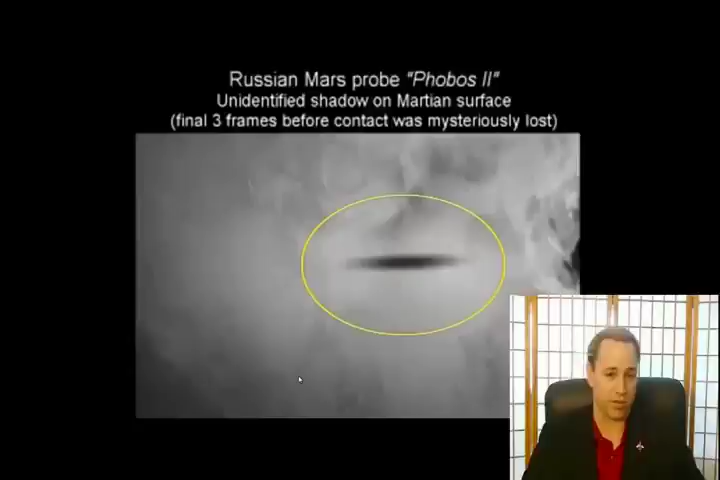 Russian Mars probe "Phobos II"
Unidentified shadow on Martian surface
(final 3 frames before contact was mysteriously lost)